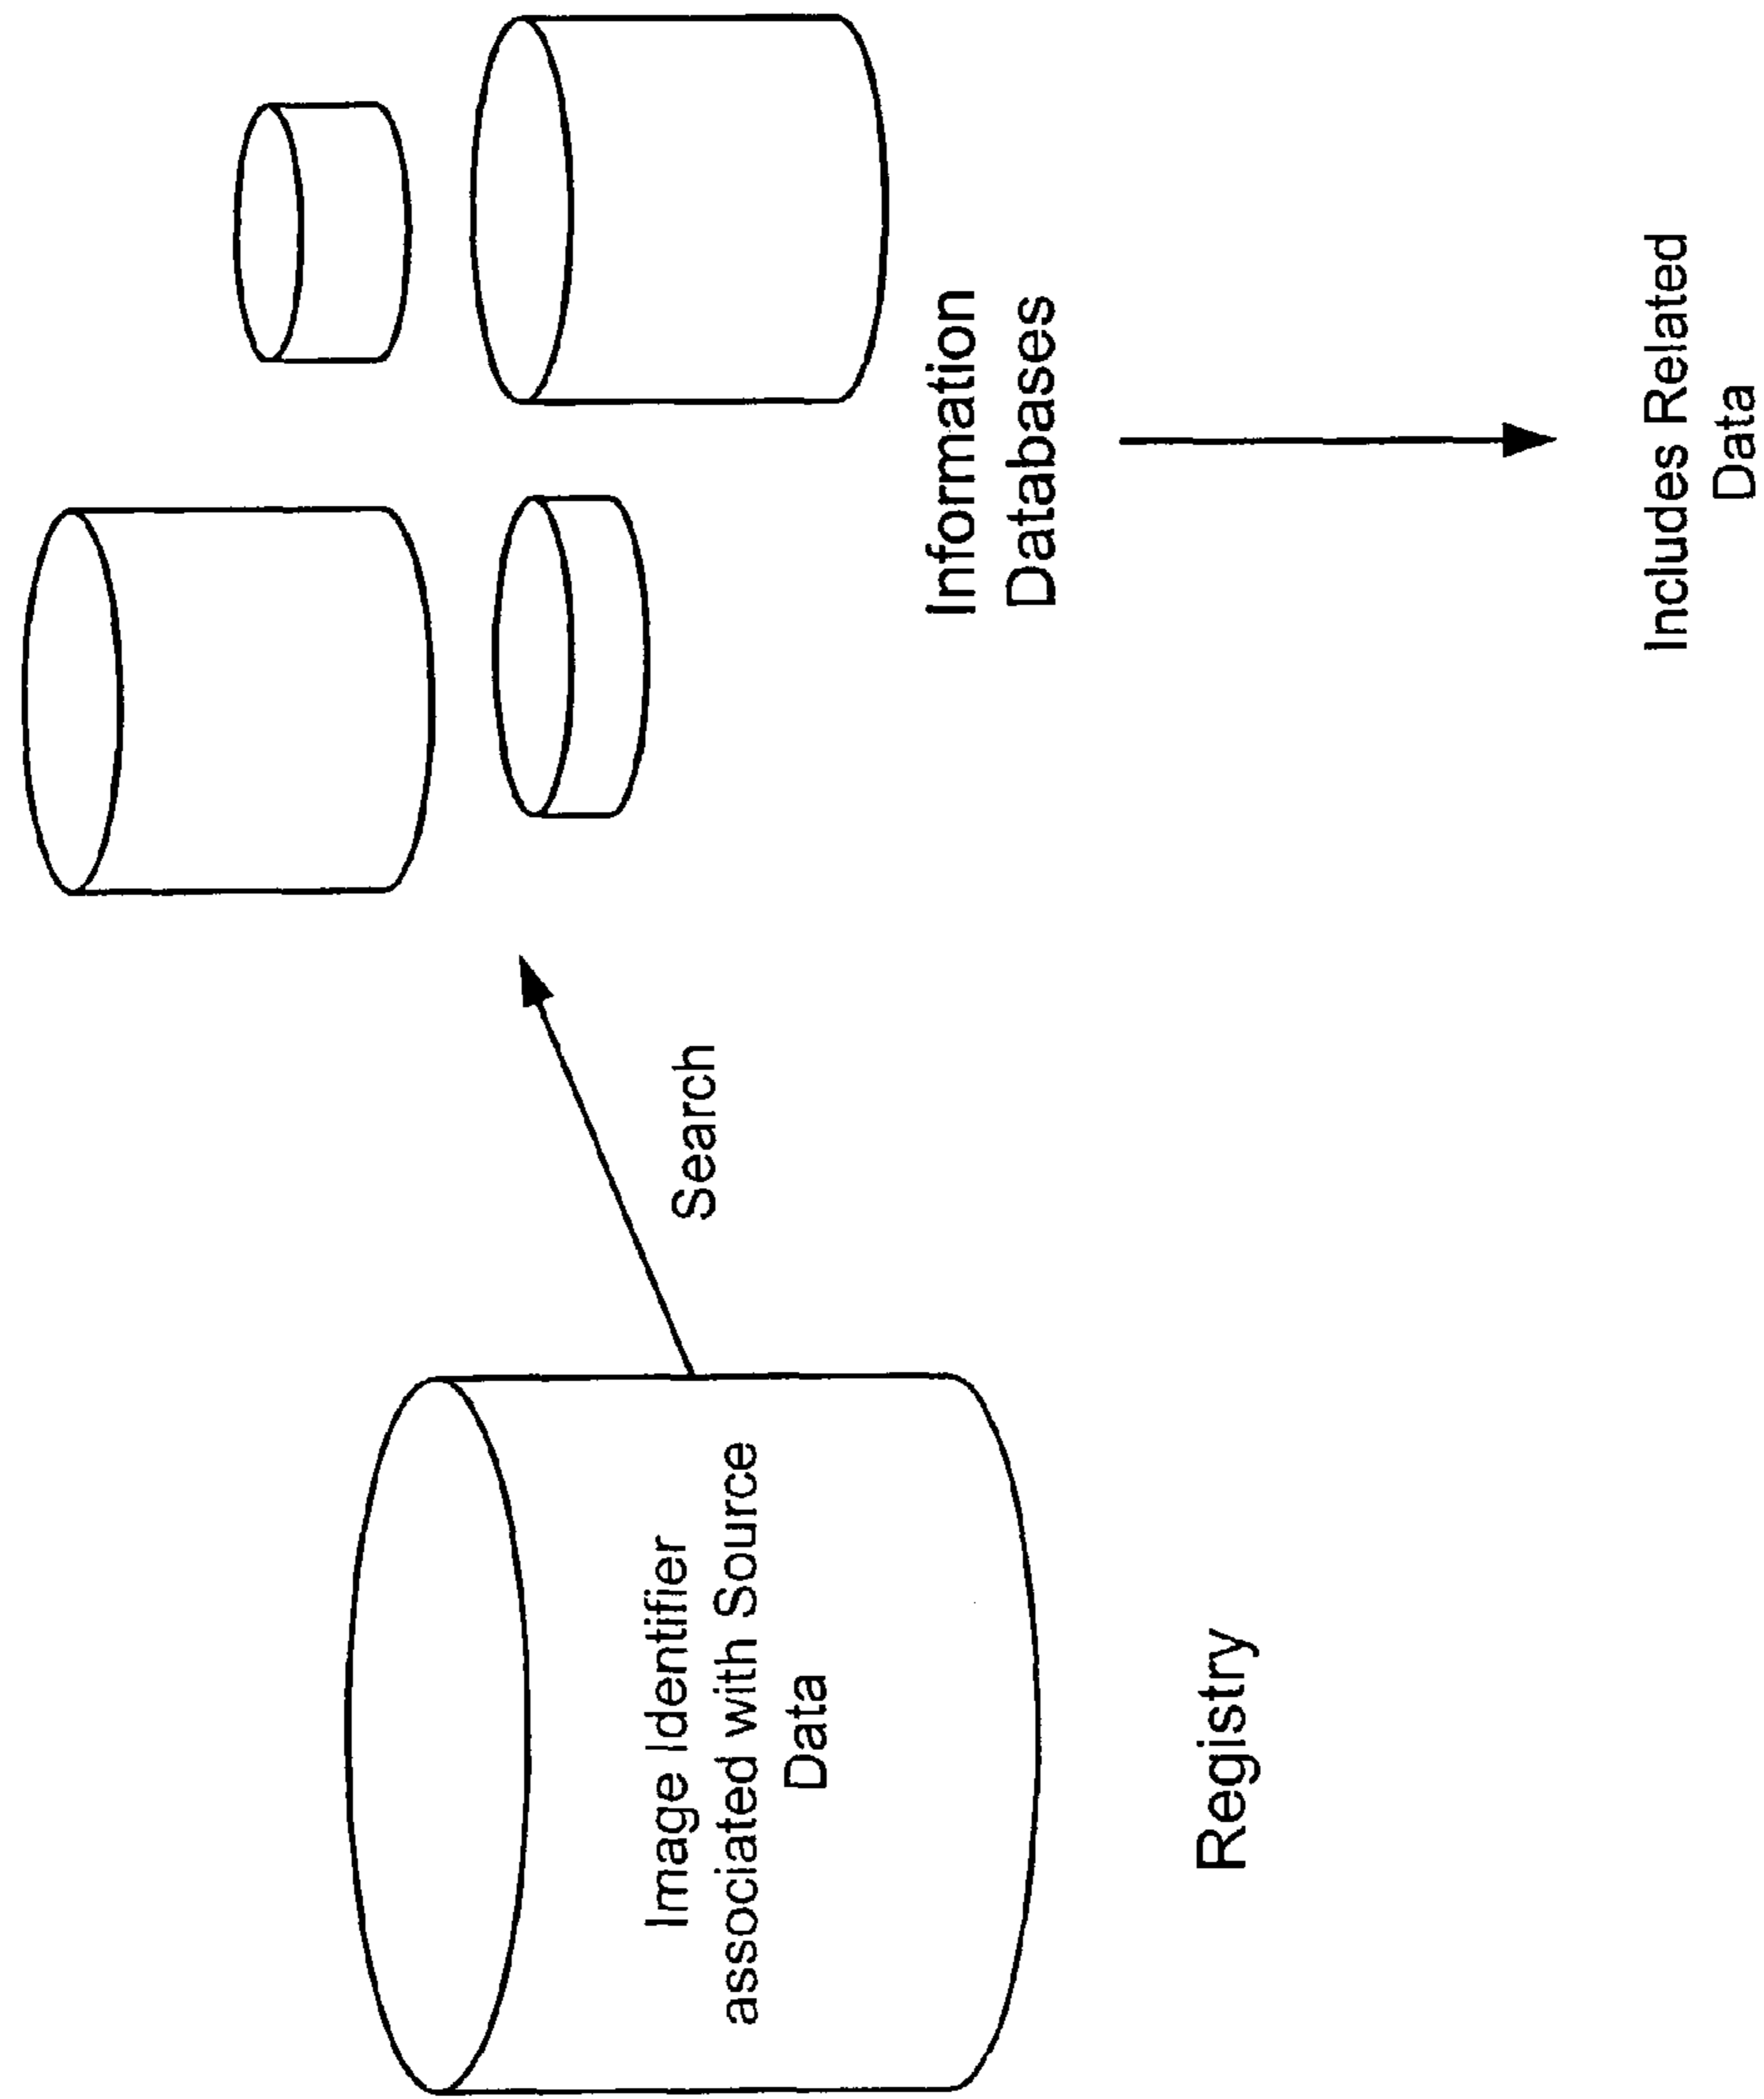 Image Identifier
associated with Source
Data
Registry
Search
Information
Databases
Includes Related
Data